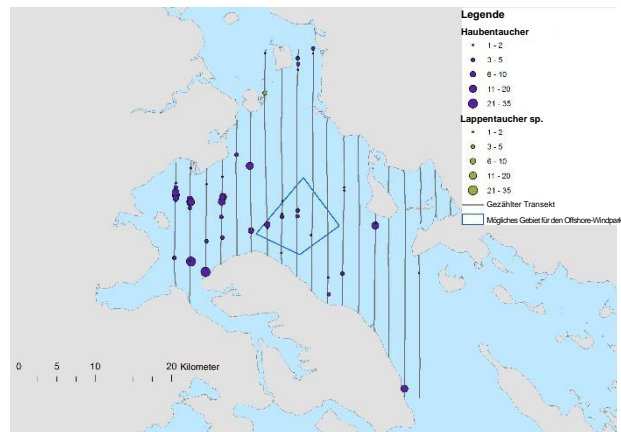 Legende
Haubentaucher
1 - 2
3 - 5
6 - 10
11 - 20
21 - 35
Lappentaucher sp.
1 - 2
3 - 5
6 - 10
11 - 20
21 - 35
Gezählter Transekt
Mögliches Gebiet für den Offshore-Windpark
0 5 10 20 Kilometer